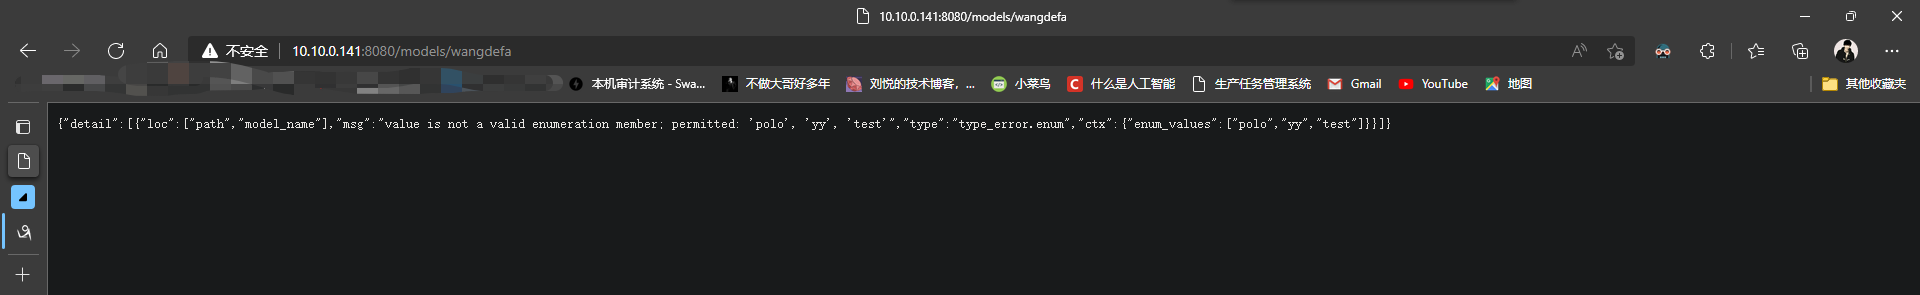 10.10.0.141:8080/models/wangdefa
不安全 10.10.0.141:8080/models/wangdefa
本机审计系统 - Swa... 不做大哥好多年 刘悦的技术博客，... 小菜鸟 什么是人工智能 生产任务管理系统 Gmail YouTube 地图 其他收藏夹
{"detail":[{"loc":["path","model_name"],"msg":"value is not a valid enumeration member; permitted: 'polo', 'yy', 'test'","type":"type_error.enum","ctx":{"enum_values":["polo","yy","test"]}}]}